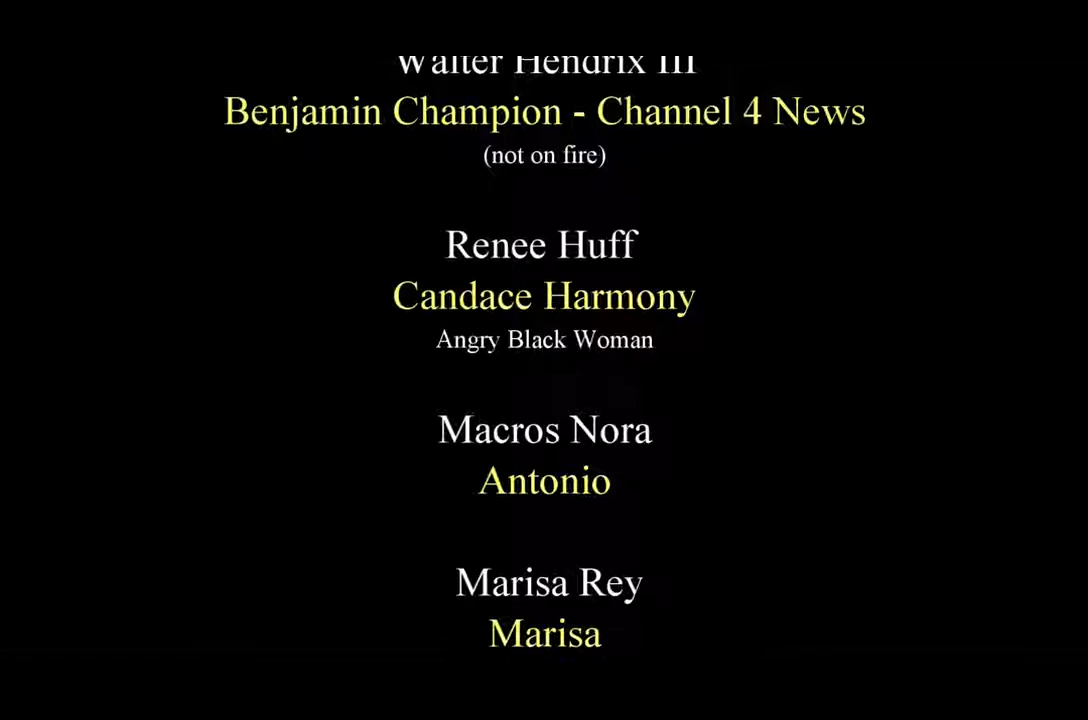 Walter Hendrix III
Benjamin Champion - Channel 4 News
(not on fire)
Renee Huff
Candace Harmony
Angry Black Woman
Macros Nora
Antonio
Marisa Rey
Marisa